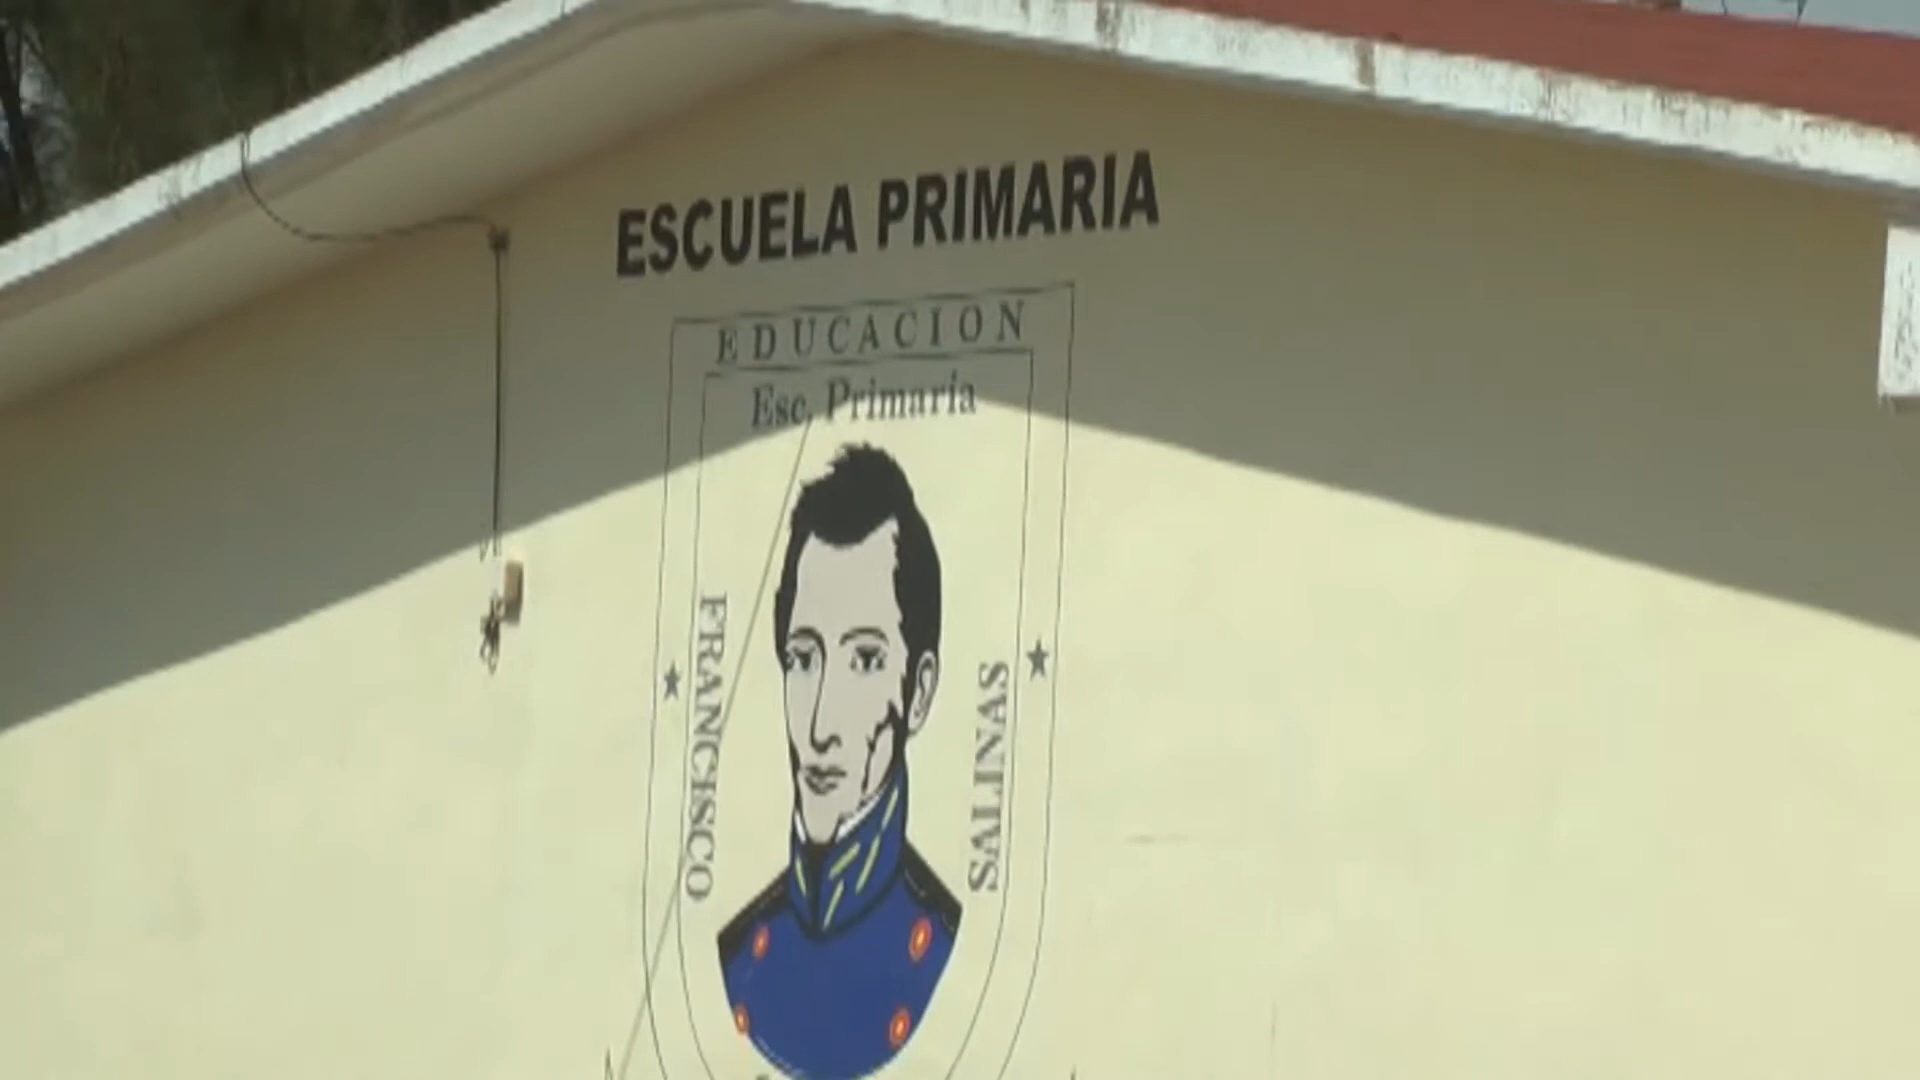 ESCUELA PRIMARIA
EDUCACION
Esc. Primaria
FRANCISCO
SALINAS